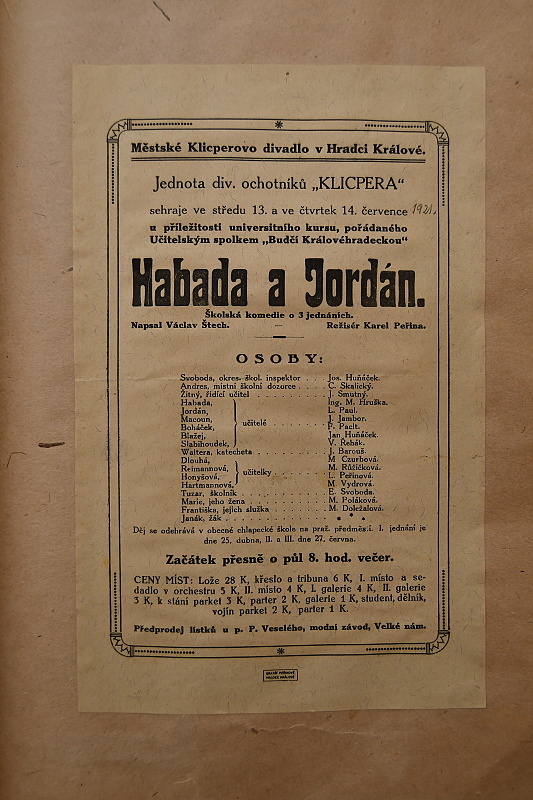 Městské Klicperovo divadlo v Hradci Králové.
Jednota div. ochotníků „KLICPERA“
sehraje ve středu 13. a ve čtvrtek 14. července 1921.
u příležitosti universitního kursu, pořádaného
Učitelským spolkem „Budčí Královéhradeckou“
Habada a Jordán.
Školská komedie o 3 jednáních.
Napsal Václav Štech. — Režisér Karel Peřina.
OSOBY:
Svoboda, okres. škol. inspektor . . . Jos. Huňáček.
Andres, místní školní dozorce . . . . C. Skalický.
Žitný, řídící učitel . . . . . . . . . J. Smutný.
Habada, Ing. M. Hruška.
Jordán, L. Paul.
Macoun, J. Jambor.
Boháček, učitelé . . . . . . . F. Paclt.
Blažej, Jan Huňáček.
Slabihoudek, V. Řehák.
Waltera, katecheta . . . . . . . . . J. Barouš.
Dlouhá, M. Czurbová.
Reimannová, M. Růžičková.
Honyšová, učitelky . . . . . . . L. Peřinová.
Hartmannová, M. Vydrová.
Tuzar, školník . . . . . . . . . . E. Svoboda.
Marie, jeho žena . . . . . . . . . M. Poláková.
Františka, jejich služka . . . . . . M. Doležalová.
Janák, žák . . . . . . . . . . . * * *
Děj se odehrává v obecné chlapecké škole na praž. předměs.í. I. jednání je
dne 25. dubna, II. a III. dne 27. června.
Začátek přesně o půl 8. hod. večer.
CENY MÍST: Lože 28 K, křeslo a tribuna 6 K, I. místo a se-
dadlo v orchestru 5 K, II. místo 4 K, I. galerie 4 K, II. galerie
3 K, k stání parket 3 K, parter 2 K, galerie 1 K, student, dělník,
vojín parket 2 K, parter 1 K.
Předprodej lístků u p. P. Veselého, modní závod, Velké nám.
HRADEC KRÁLOVÉ